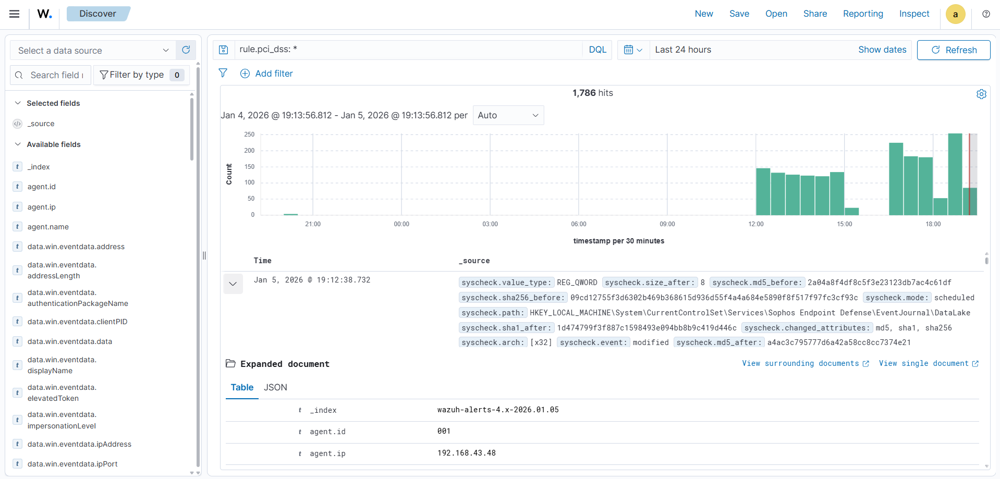 W.
Discover
New
Save
Open
Share
Reporting
Inspect
a
Select a data source
Search field
Filter by type 0
Selected fields
_source
Available fields
t _index
t agent.id
t agent.ip
t agent.name
t data.win.eventdata.address
t data.win.eventdata.
addressLength
t data.win.eventdata.
authenticationPackageName
t data.win.eventdata.clientPID
t data.win.eventdata.data
t data.win.eventdata.
displayName
t data.win.eventdata.
elevatedToken
t data.win.eventdata.
impersonationLevel
t data.win.eventdata.ipAddress
t data.win.eventdata.ipPort
rule.pci_dss: *
DQL
Last 24 hours
Show dates
Refresh
Add filter
1,786 hits
Jan 4, 2026 @ 19:13:56.812 - Jan 5, 2026 @ 19:13:56.812 per
Auto
Count
250
200
150
100
50
0
21:00
00:00
03:00
06:00
09:00
12:00
15:00
18:00
timestamp per 30 minutes
Time
_source
Jan 5, 2026 @ 19:12:38.732
syscheck.value_type: REG_QWORD syscheck.size_after: 8 syscheck.md5_before: 2a04a8f4df8c5f3e23123db7ac4c61df
syscheck.sha256_before: 09cd12755f3d6302b469b368615d936d55f4a4a684e5890f8f517f97fc3cf93c syscheck.mode: scheduled
syscheck.path: HKEY_LOCAL_MACHINE\System\CurrentControlSet\Services\Sophos Endpoint Defense\EventJournal\DataLake
syscheck.sha1_after: 1d474799f3f887c1598493e094bb8b9c419d446c syscheck.changed_attributes: md5, sha1, sha256
syscheck.arch: [x32] syscheck.event: modified syscheck.md5_after: a4ac3c795777d6a42a58cc8cc7374e21
Expanded document
View surrounding documents
View single document
Table
JSON
t _index wazuh-alerts-4.x-2026.01.05
t agent.id 001
t agent.ip 192.168.43.48